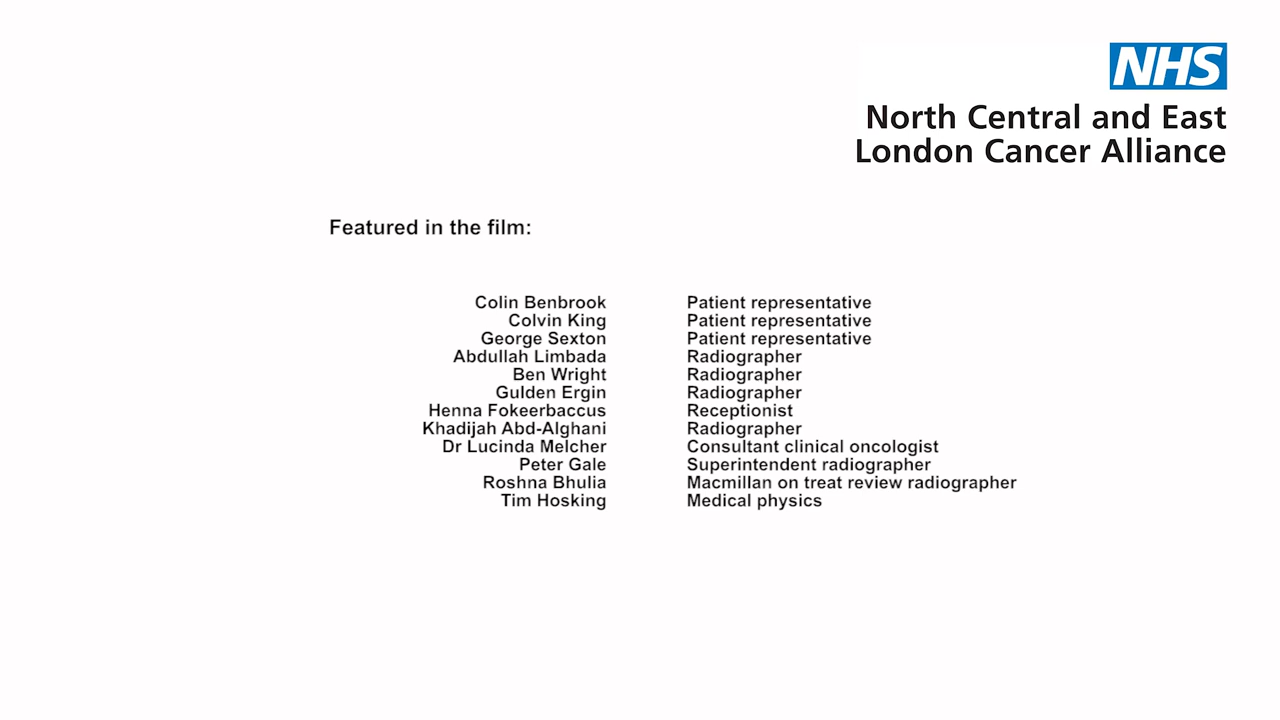 NHS
North Central and East
London Cancer Alliance
Featured in the film:
Colin Benbrook Patient representative
Colvin King Patient representative
George Sexton Patient representative
Abdullah Limbada Radiographer
Ben Wright Radiographer
Gulden Ergin Radiographer
Henna Fokeerbaccus Receptionist
Khadijah Abd-Alghani Radiographer
Dr Lucinda Melcher Consultant clinical oncologist
Peter Gale Superintendent radiographer
Roshna Bhulia Macmillan on treat review radiographer
Tim Hosking Medical physics